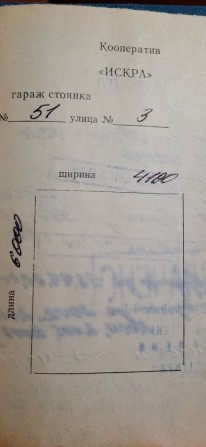 Кооператив
«ИСКРА»
гараж стоянка
№ 51 улица № 3
ширина 4100
длина 6000